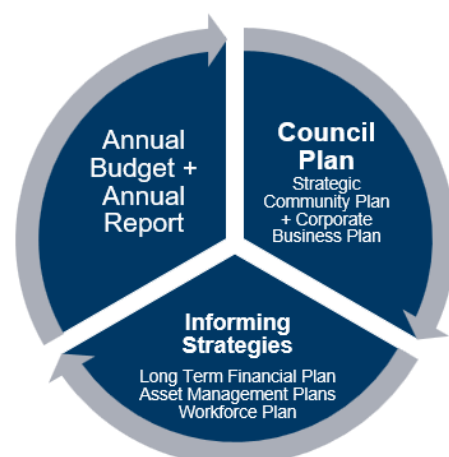 Annual
Budget +
Annual
Report
Council
Plan
Strategic
Community Plan
+ Corporate
Business Plan
Informing
Strategies
Long Term Financial Plan
Asset Management Plans
Workforce Plan